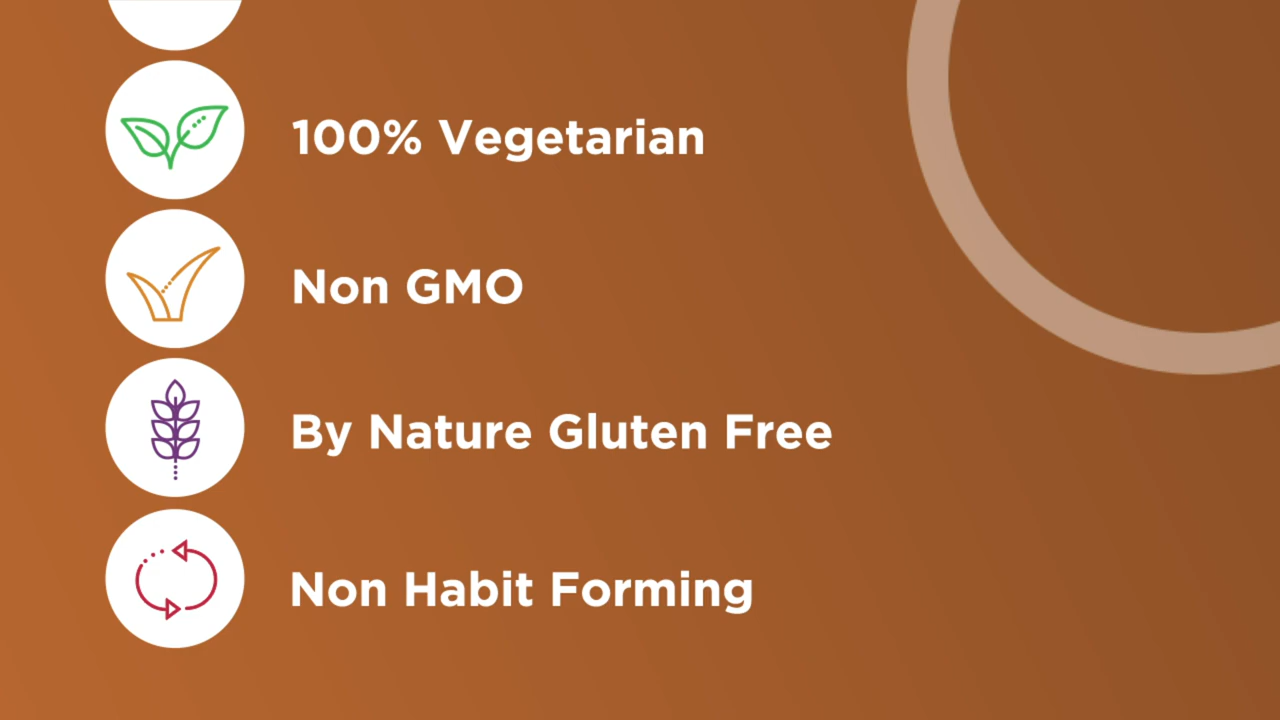 100% Vegetarian
Non GMO
By Nature Gluten Free
Non Habit Forming